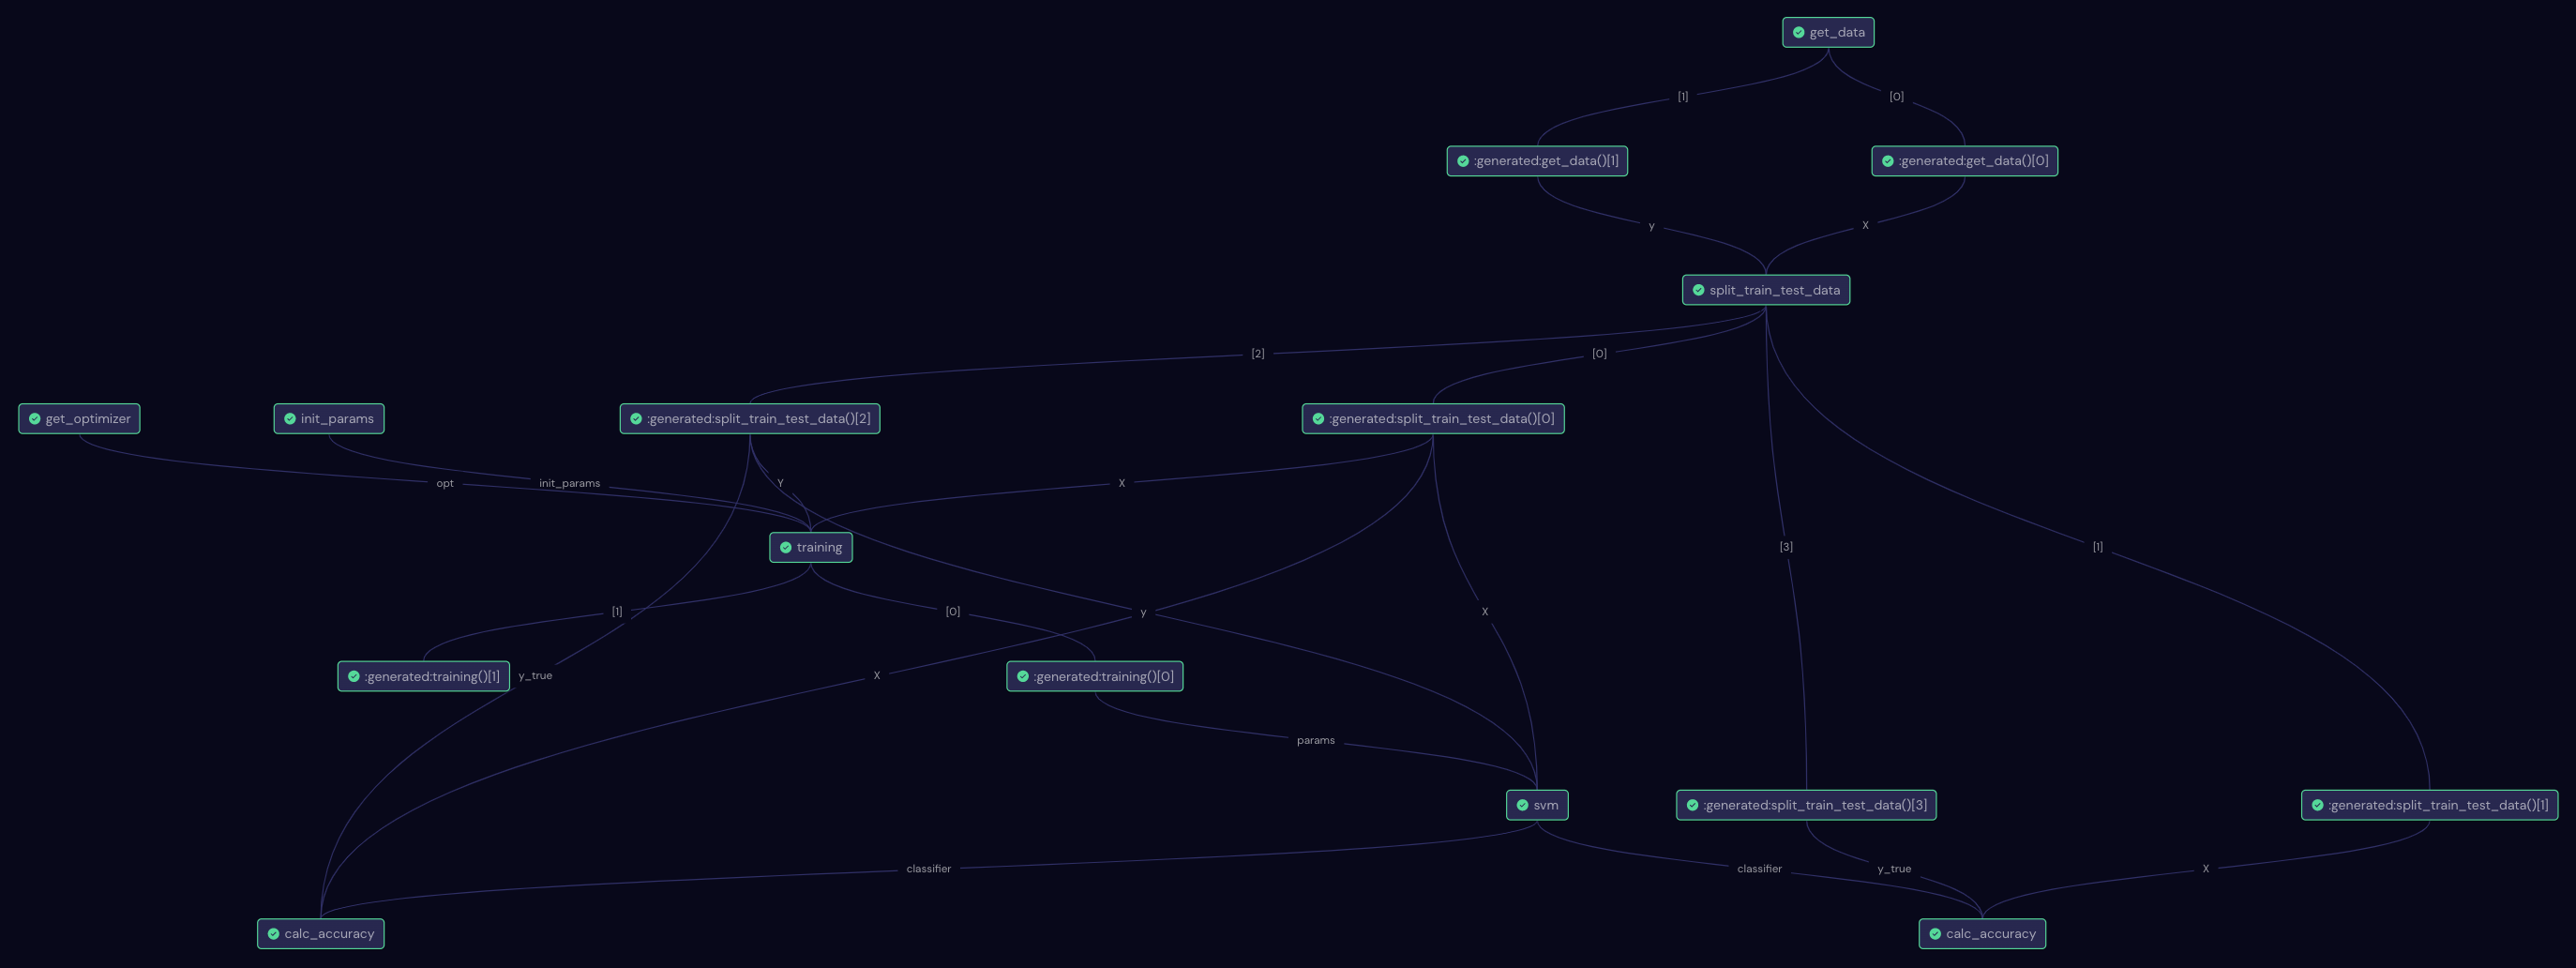 get_data
[1]
[0]
:generated:get_data()[1]
:generated:get_data()[0]
y
X
split_train_test_data
[2]
[0]
get_optimizer
init_params
:generated:split_train_test_data()[2]
:generated:split_train_test_data()[0]
opt
init_params
Y
X
training
[3]
[1]
[1]
[0]
y
X
:generated:training()[1]
y_true
X
:generated:training()[0]
params
svm
:generated:split_train_test_data()[3]
:generated:split_train_test_data()[1]
classifier
classifier
y_true
X
calc_accuracy
calc_accuracy